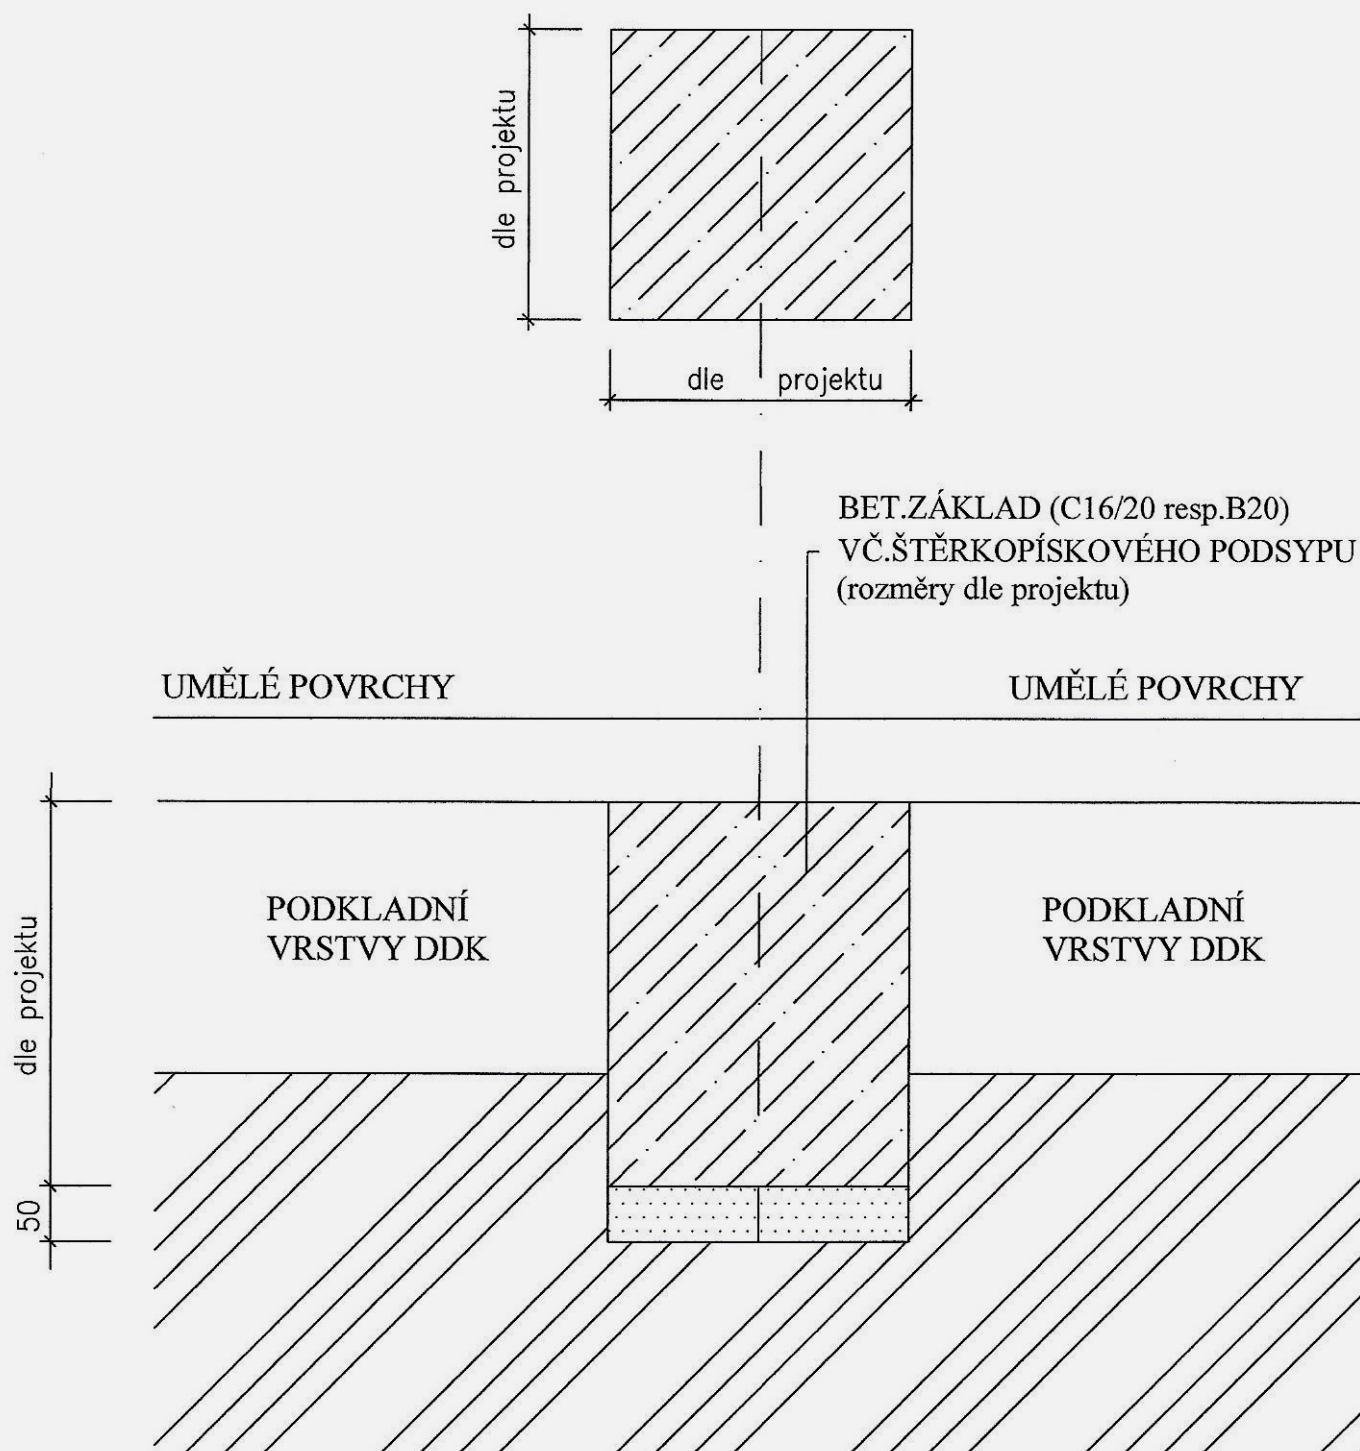 dle projektu
dle projektu
BET.ZÁKLAD (C16/20 resp.B20)
VČ.ŠTĚRKOPÍSKOVÉHO PODSYPU
(rozměry dle projektu)
UMĚLÉ POVRCHY
UMĚLÉ POVRCHY
PODKLADNÍ
VRSTVY DDK
PODKLADNÍ
VRSTVY DDK
dle projektu
50